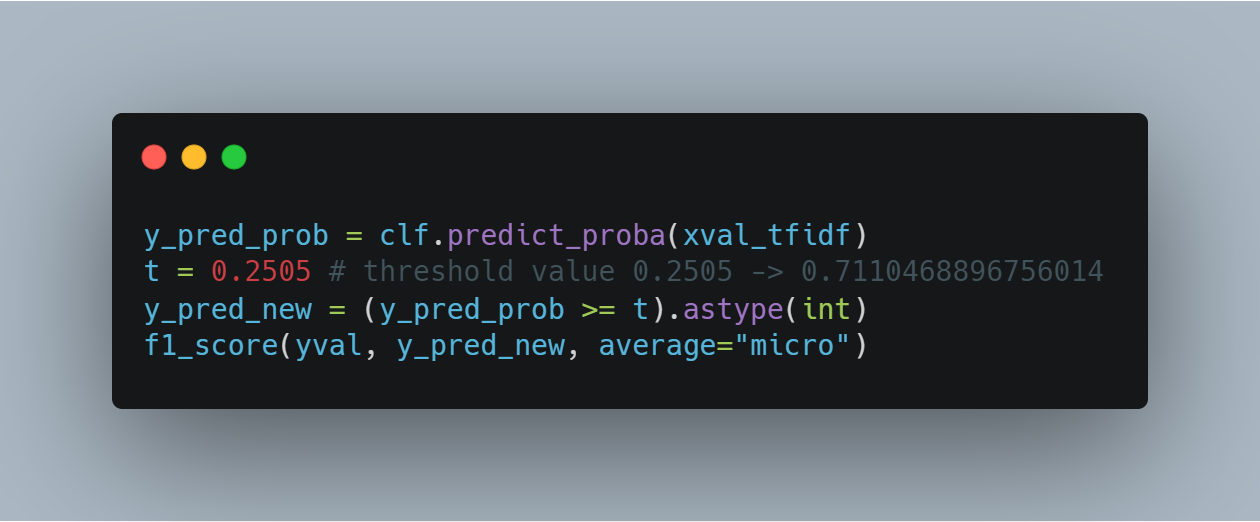 y_pred_prob = clf.predict_proba(xval_tfidf)
t = 0.2505 # threshold value 0.2505 -> 0.7110468896756014
y_pred_new = (y_pred_prob >= t).astype(int)
f1_score(yval, y_pred_new, average="micro")